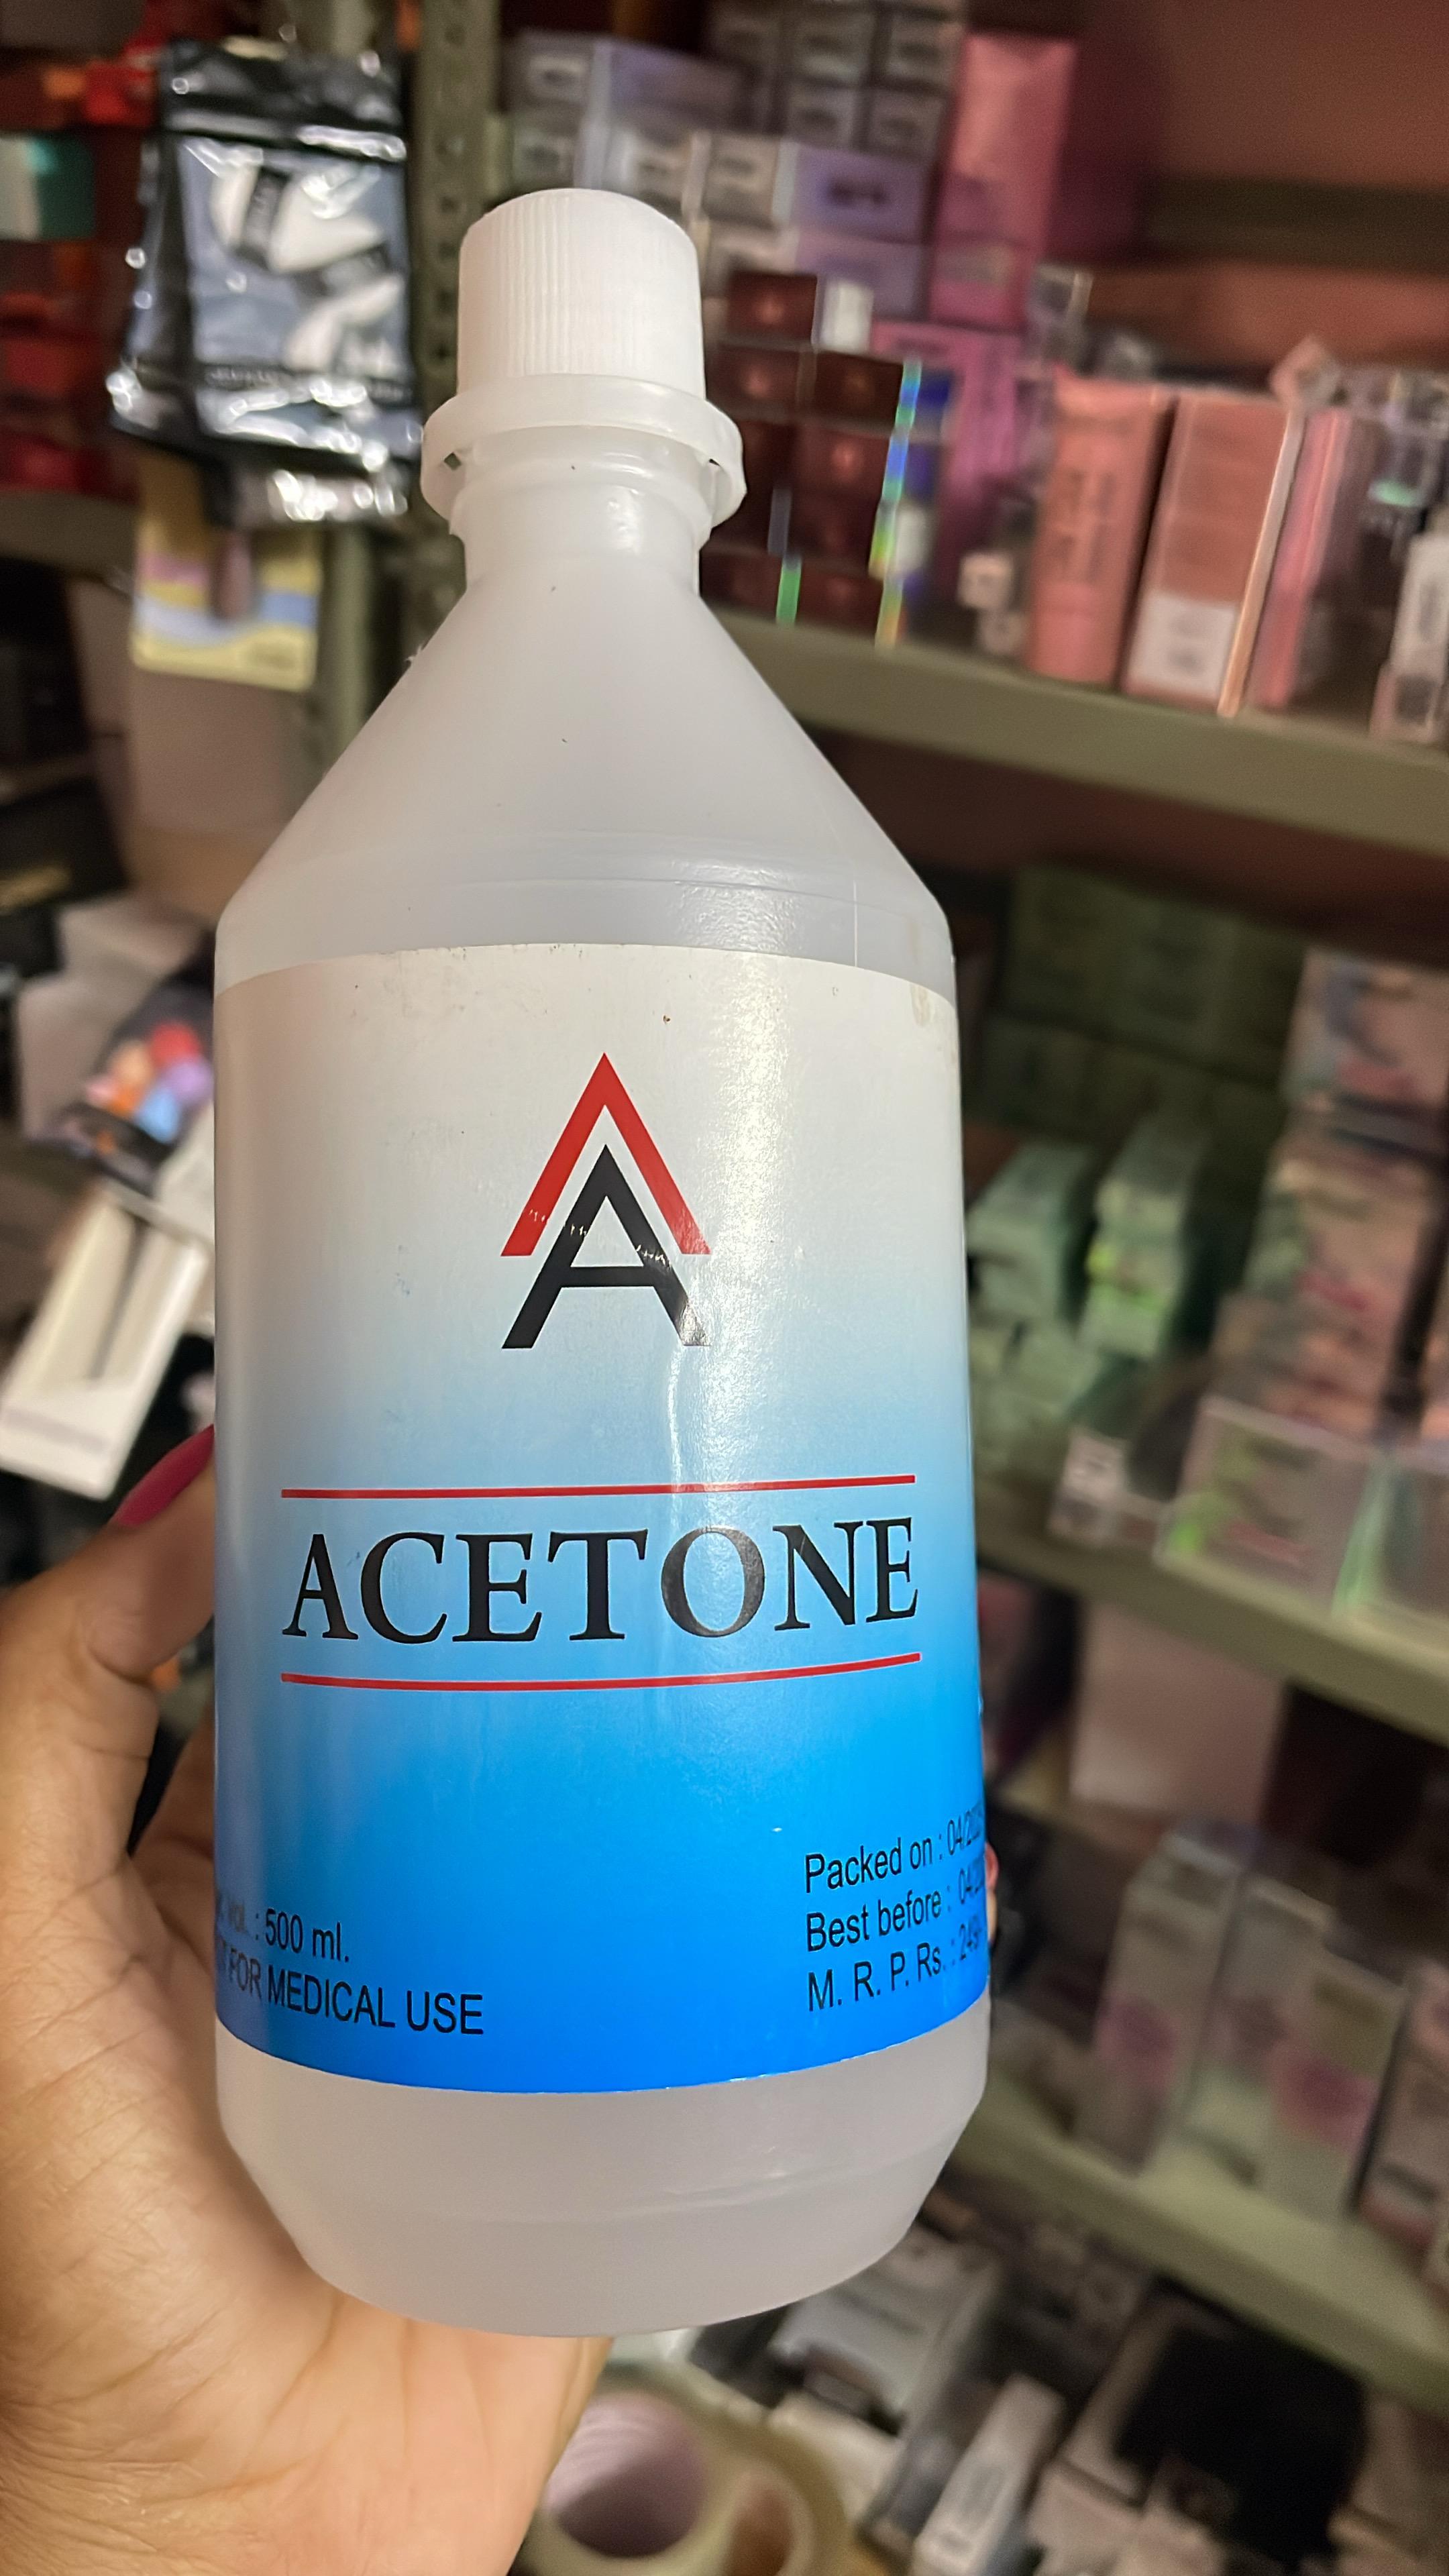 A
ACETONE
: 500 ml.
FOR MEDICAL USE
Packed on :
Best before :
M. R. P. Rs. :